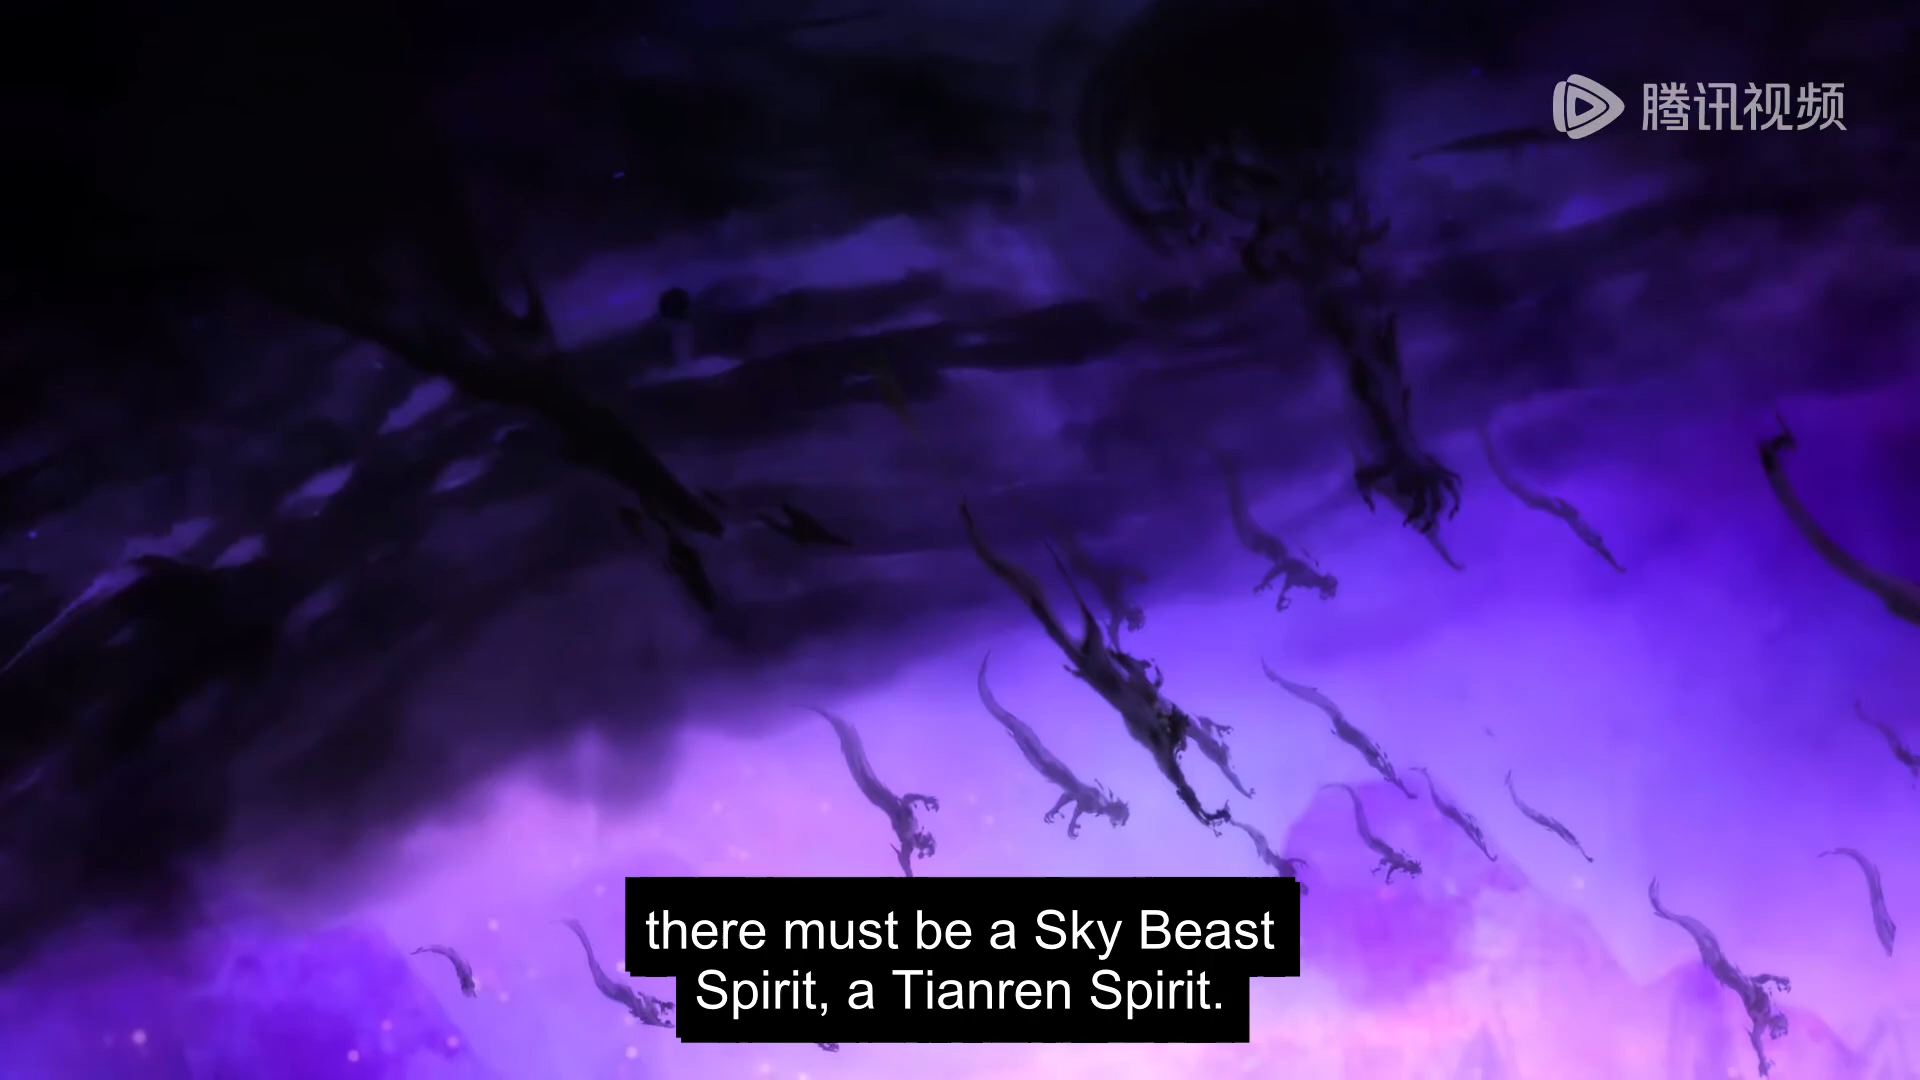 腾讯视频
there must be a Sky Beast
Spirit, a Tianren Spirit.